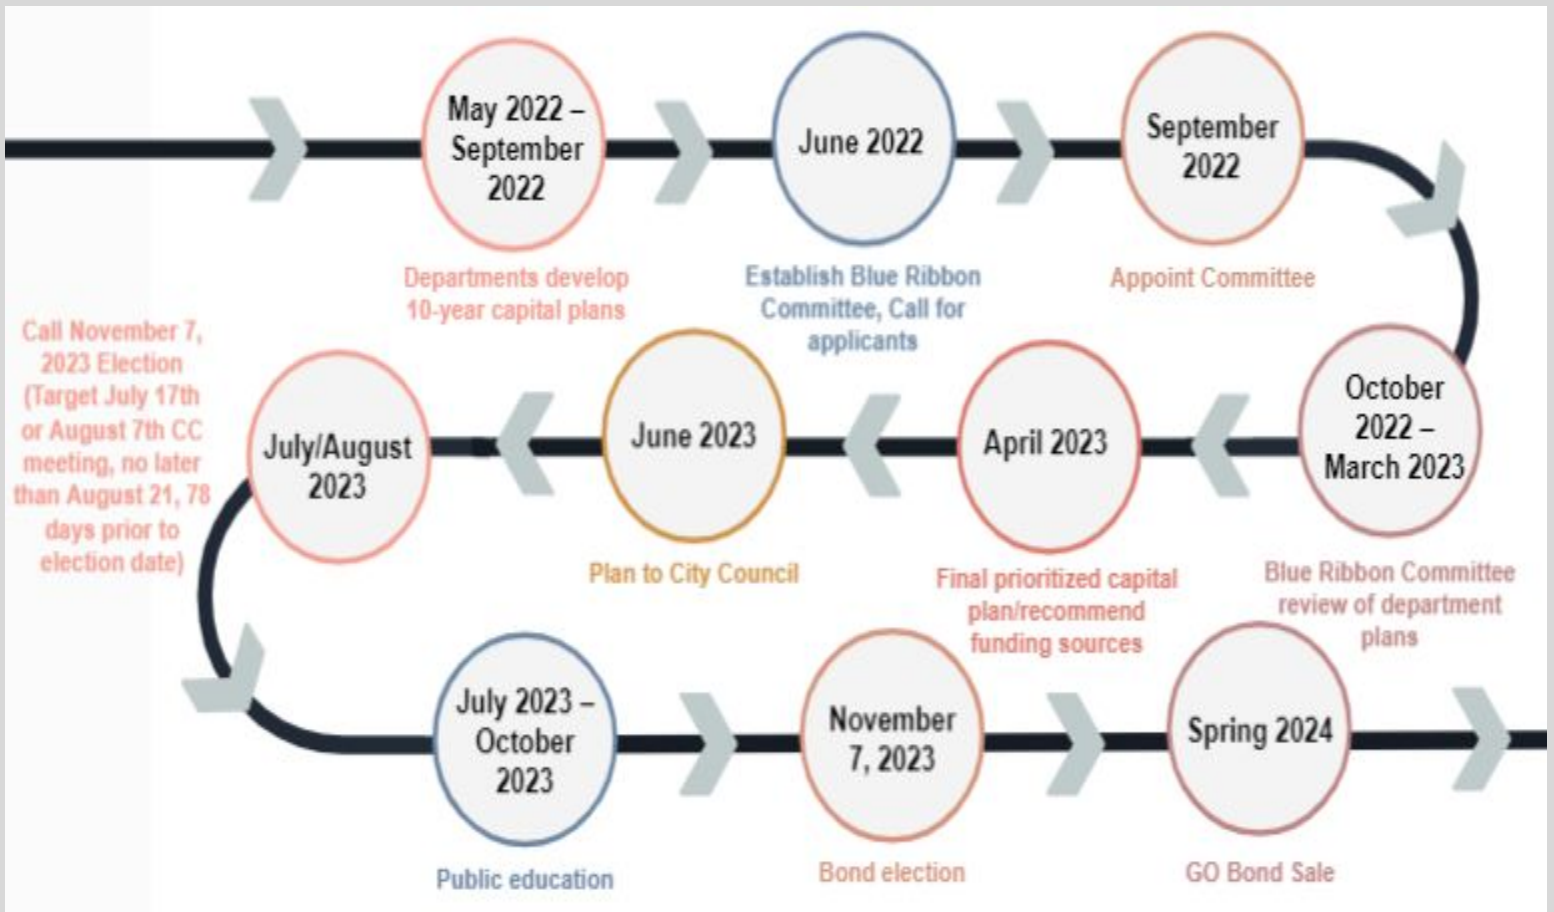 May 2022 –
September
2022
Departments develop
10-year capital plans
June 2022
Establish Blue Ribbon
Committee, Call for
applicants
September
2022
Appoint Committee
October
2022 –
March 2023
Blue Ribbon Committee
review of department
plans
April 2023
Final prioritized capital
plan/recommend
funding sources
June 2023
Plan to City Council
July/August
2023
Call November 7,
2023 Election
(Target July 17th
or August 7th CC
meeting, no later
than August 21, 78
days prior to
election date)
July 2023 –
October
2023
Public education
November
7, 2023
Bond election
Spring 2024
GO Bond Sale